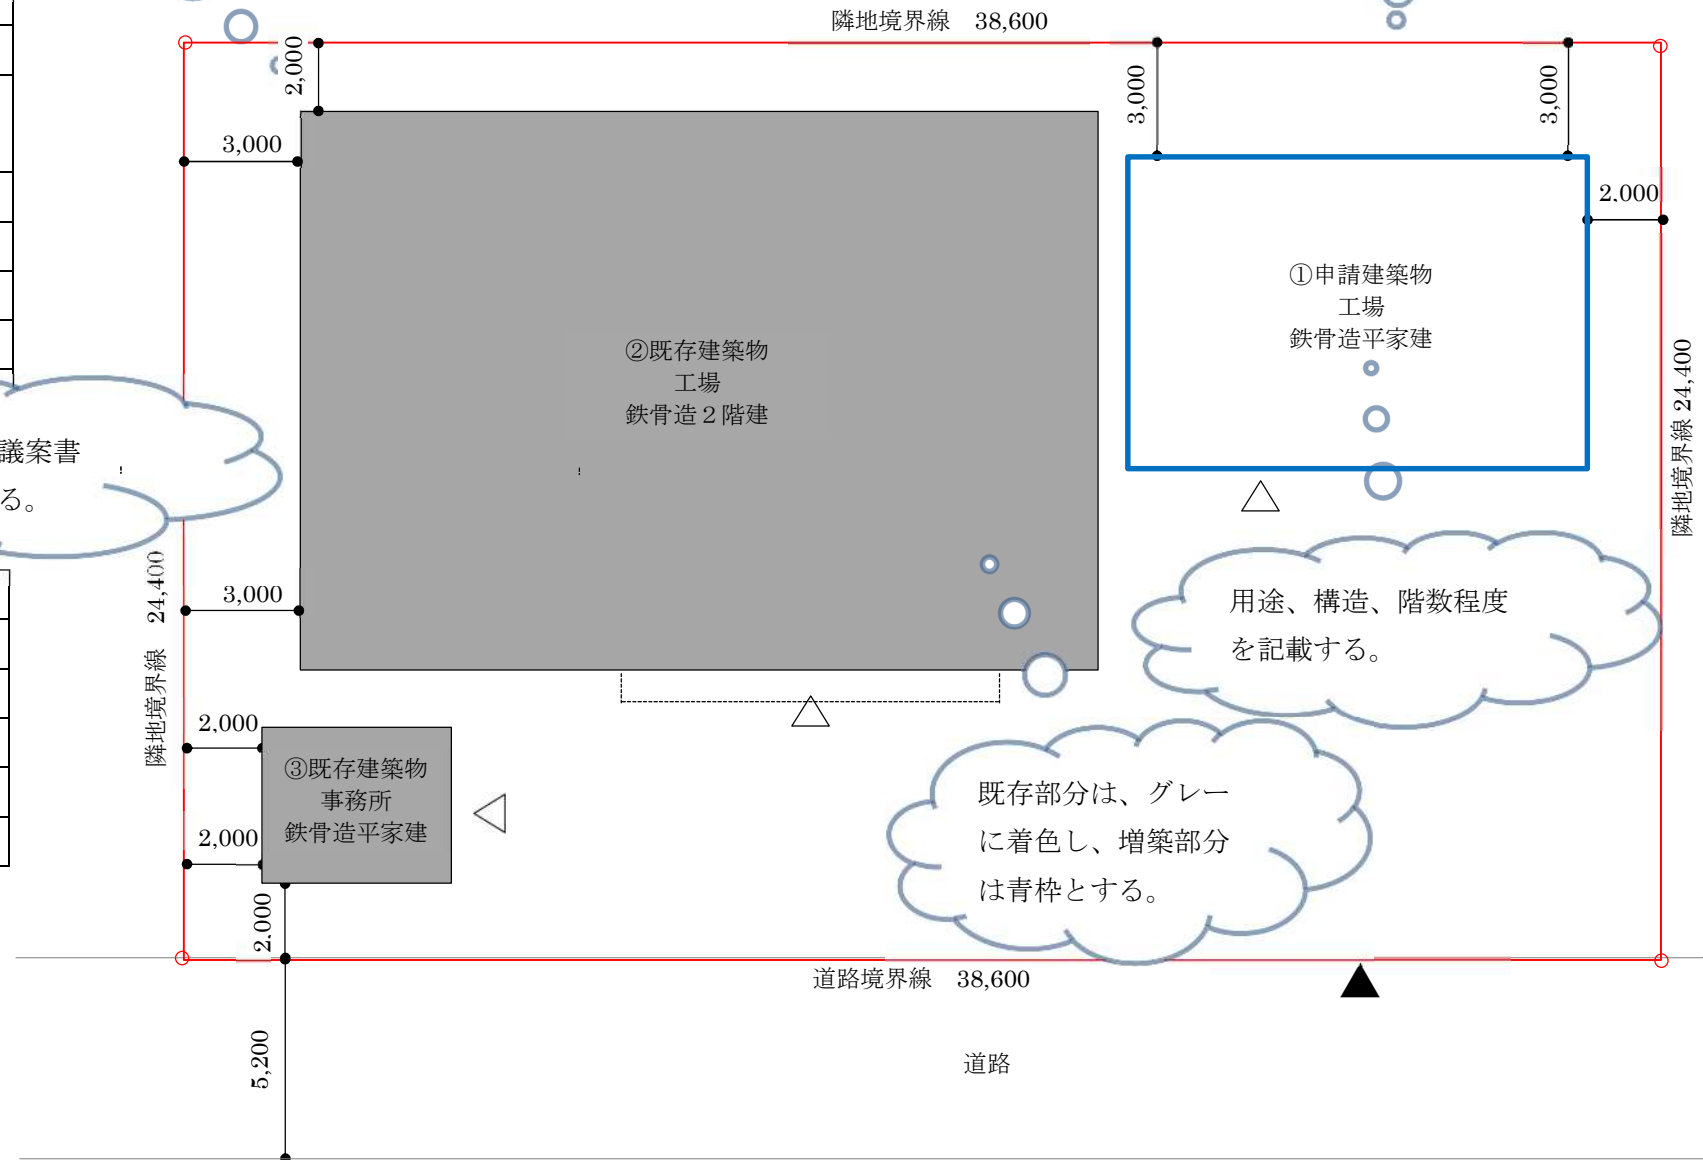 隣地境界線　38,600
2,000
3,000
3,000
3,000
2,000
①申請建築物
工場
鉄骨造平家建
②既存建築物
工場
鉄骨造２階建
隣地境界線 24,400
議案書
る。
隣地境界線　24,400
3,000
用途、構造、階数程度
を記載する。
2,000
③既存建築物
事務所
鉄骨造平家建
2,000
既存部分は、グレー
に着色し、増築部分
は青枠とする。
2.000
道路境界線　38,600
5,200
道路